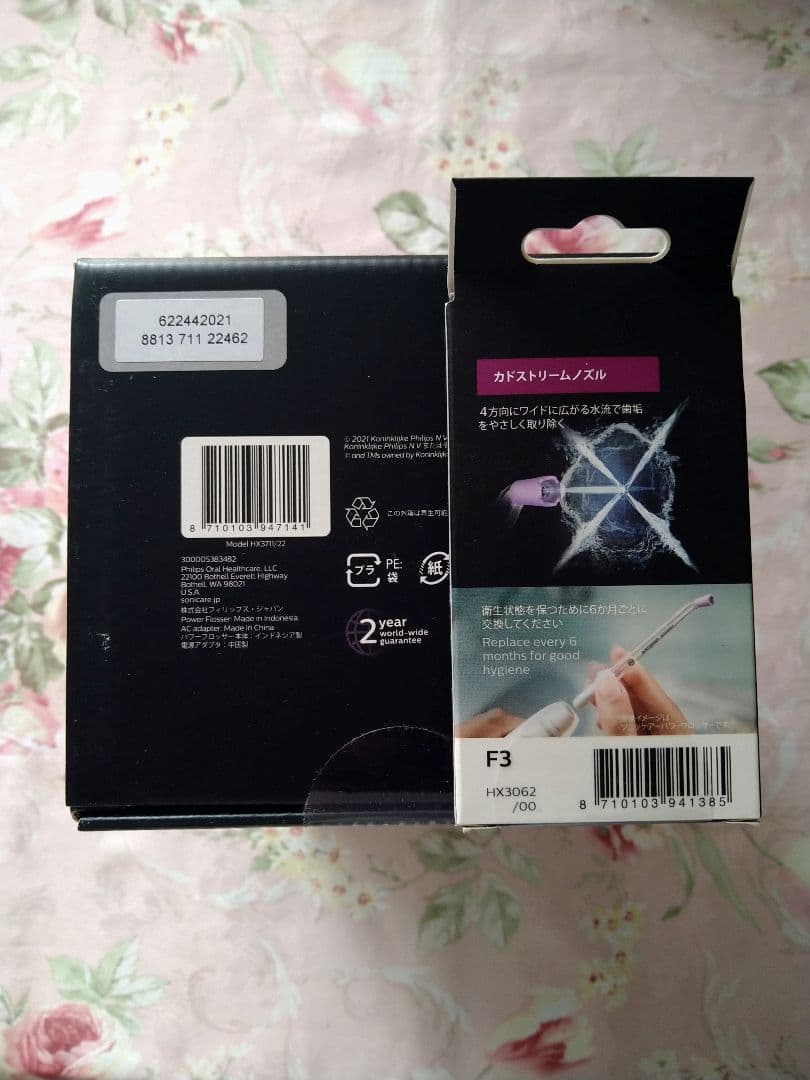 622442021
8813 711 22462
8 710103 947141
Model HX3711/22
300005383482
Philips Oral Healthcare, LLC
22100 Bothell Everett Highway
Bothell, WA 98021
U.S.A
sonicare.jp
株式会社フィリップス・ジャパン
Power Flosser: Made in Indonesia
AC adapter: Made in China
パワーフロッサー本体：インドネシア製
電源アダプタ：中国製
© 2021 Koninklijke Philips N V
Koninklijke Philips N.V または
® and TMs owned by Koninklij
この外箱は再生可能
プラ
PE:
袋
紙
2 year
world-wide
guarantee
カドストリームノズル
4方向にワイドに広がる水流で歯垢
をやさしく取り除く
衛生状態を保つために6か月ごとに
交換してください
Replace every 6
months for good
hygiene
F3
HX3062
/00
8 710103 941385